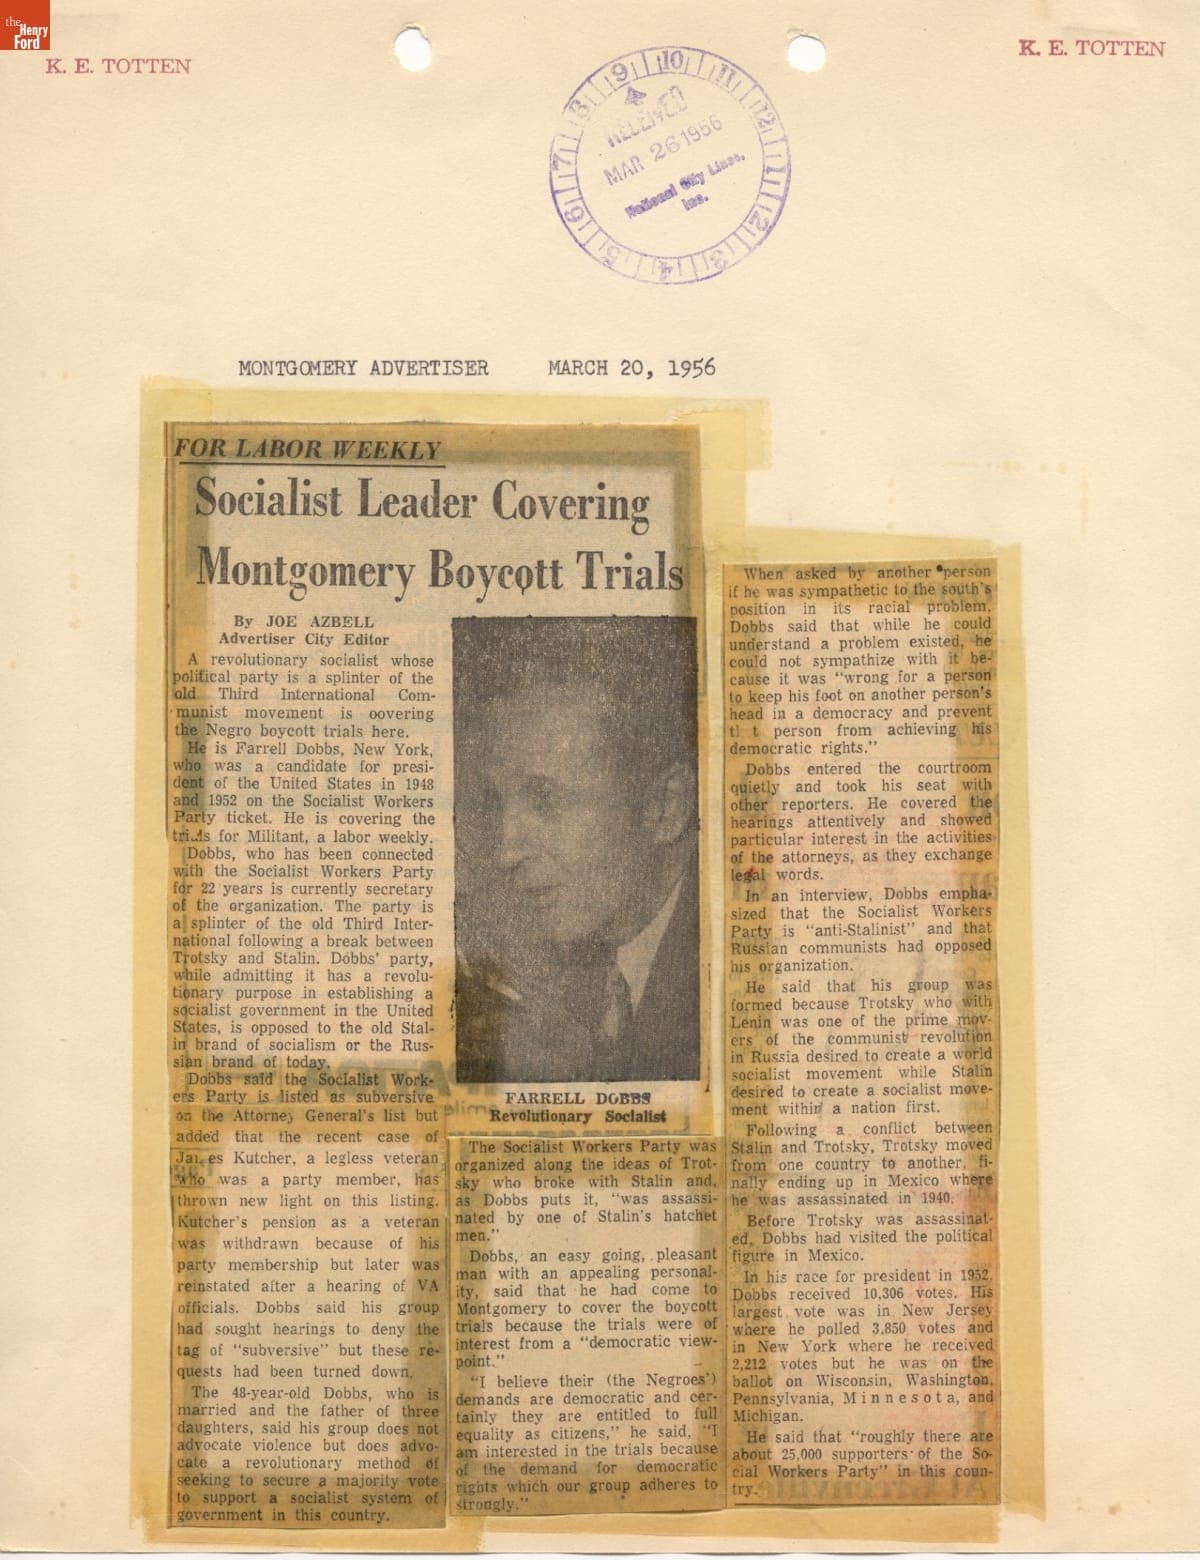 the
Henry
Ford
K. E. TOTTEN
K. E. TOTTEN
9 10 11 12 1 2 3 4 5 6 7 8
RECEIVED
MAR 26 1956
National City Lines,
Inc.
MONTGOMERY ADVERTISER MARCH 20, 1956
FOR LABOR WEEKLY
Socialist Leader Covering
Montgomery Boycott Trials
By JOE AZBELL
Advertiser City Editor
A revolutionary socialist whose
political party is a splinter of the
old Third International Com-
munist movement is oovering
the Negro boycott trials here.
He is Farrell Dobbs, New York,
who was a candidate for presi-
dent of the United States in 1948
and 1952 on the Socialist Workers
Party ticket. He is covering the
trials for Militant, a labor weekly.
Dobbs, who has been connected
with the Socialist Workers Party
for 22 years is currently secretary
of the organization. The party is
a splinter of the old Third Inter-
national following a break between
Trotsky and Stalin. Dobbs' party,
while admitting it has a revolu-
tionary purpose in establishing a
socialist government in the United
States, is opposed to the old Stal-
in brand of socialism or the Rus-
sian brand of today.
Dobbs said the Socialist Work-
ers Party is listed as subversive
on the Attorney General's list but
added that the recent case of
James Kutcher, a legless veteran
who was a party member, has
thrown new light on this listing.
Kutcher's pension as a veteran
was withdrawn because of his
party membership but later was
reinstated after a hearing of VA
officials. Dobbs said his group
had sought hearings to deny the
tag of "subversive" but these re-
quests had been turned down.
The 48-year-old Dobbs, who is
married and the father of three
daughters, said his group does not
advocate violence but does advo-
cate a revolutionary method of
seeking to secure a majority vote
to support a socialist system of
government in this country.
FARRELL DOBBS
Revolutionary Socialist
The Socialist Workers Party was
organized along the ideas of Trot-
sky who broke with Stalin and,
as Dobbs puts it, "was assassi-
nated by one of Stalin's hatchet
men."
Dobbs, an easy going, pleasant
man with an appealing personal-
ity, said that he had come to
Montgomery to cover the boycott
trials because the trials were of
interest from a "democratic view-
point."
"I believe their (the Negroes')
demands are democratic and cer-
tainly they are entitled to full
equality as citizens," he said, "I
am interested in the trials because
of the demand for democratic
rights which our group adheres to
strongly."
When asked by another person
if he was sympathetic to the south's
position in its racial problem,
Dobbs said that while he could
understand a problem existed, he
could not sympathize with it be-
cause it was "wrong for a person
to keep his foot on another person's
head in a democracy and prevent
th t person from achieving his
democratic rights."
Dobbs entered the courtroom
quietly and took his seat with
other reporters. He covered the
hearings attentively and showed
particular interest in the activities
of the attorneys, as they exchange
legal words.
In an interview, Dobbs empha-
sized that the Socialist Workers
Party is "anti-Stalinist" and that
Russian communists had opposed
his organization.
He said that his group was
formed because Trotsky who with
Lenin was one of the prime mov-
ers of the communist revolution
in Russia desired to create a world
socialist movement while Stalin
desired to create a socialist move-
ment within a nation first.
Following a conflict between
Stalin and Trotsky, Trotsky moved
from one country to another, fi-
nally ending up in Mexico where
he was assassinated in 1940.
Before Trotsky was assassinat-
ed, Dobbs had visited the political
figure in Mexico.
In his race for president in 1952,
Dobbs received 10,306 votes. His
largest vote was in New Jersey
where he polled 3,850 votes and
in New York where he received
2,212 votes but he was on the
ballot on Wisconsin, Washington,
Pennsylvania, Minnesota, and
Michigan.
He said that "roughly there are
about 25,000 supporters of the So-
cial Workers Party" in this coun-
try.